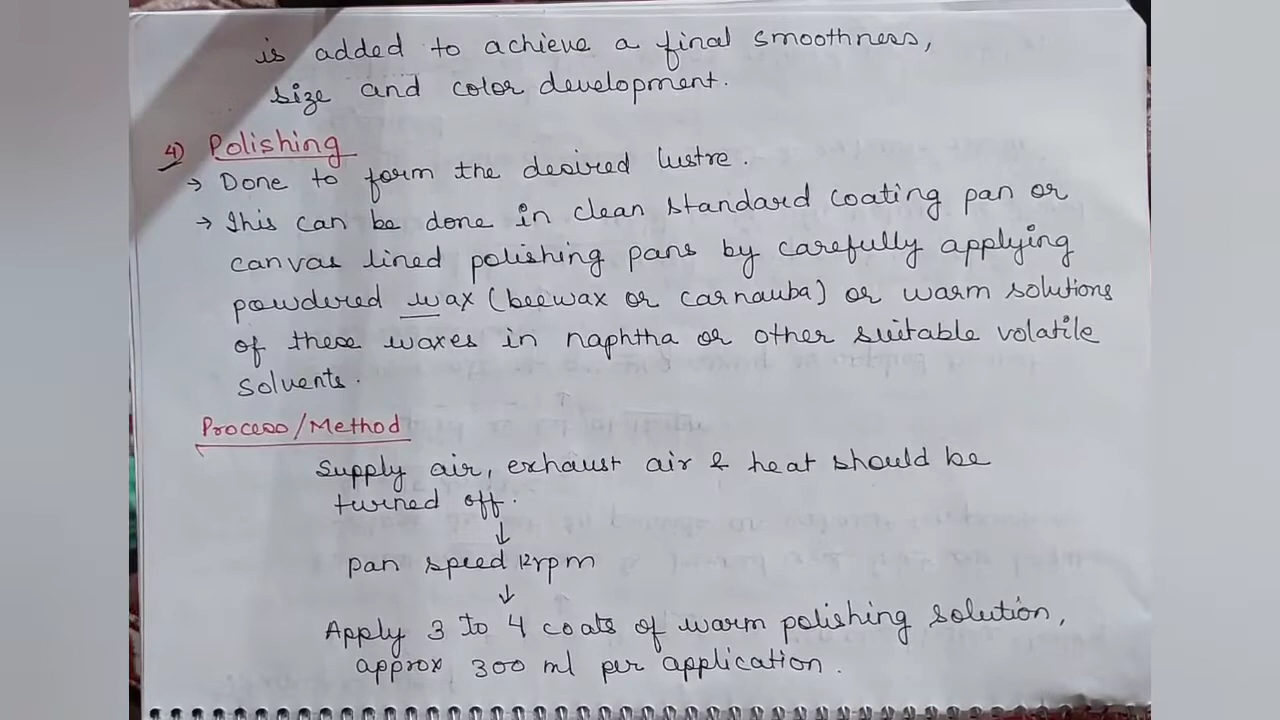 is added to achieve a final smoothness,
size and color development.
4) Polishing
→ Done to form the desired lustre.
→ This can be done in clean standard coating pan or
canvas lined polishing pans by carefully applying
powdered wax (beewax or carnauba) or warm solutions
of these waxes in naphtha or other suitable volatile
solvents.
Process/Method
Supply air, exhaust air & heat should be
turned off.
↓
pan speed 12rpm
↓
Apply 3 to 4 coats of warm polishing solution,
approx 300 ml per application.